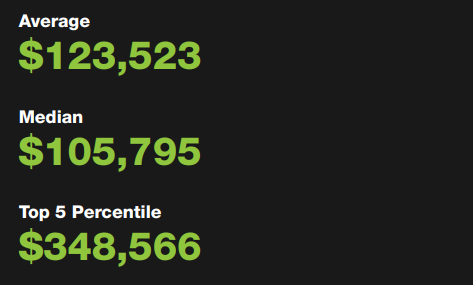 Average
$123,523
Median
$105,795
Top 5 Percentile
$348,566